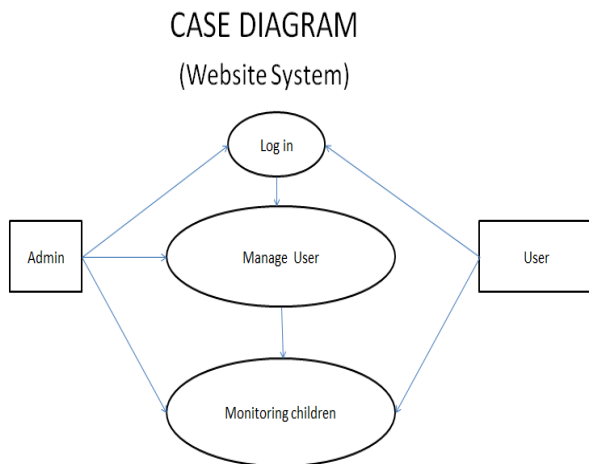 CASE DIAGRAM
(Website System)
Log in
Admin
Manage User
User
Monitoring children